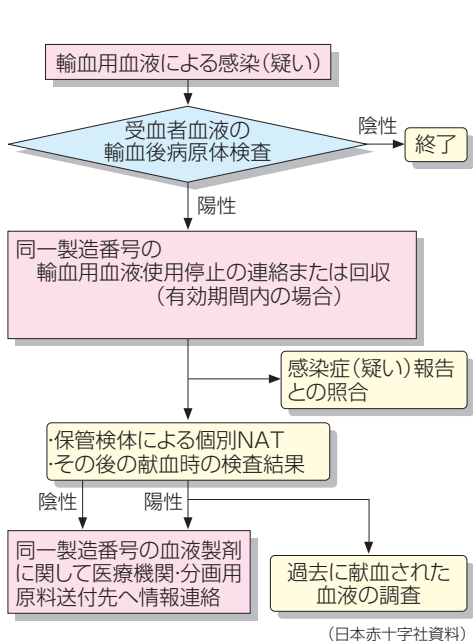 輸血用血液による感染（疑い）
受血者血液の
輸血後病原体検査
陰性
終了
陽性
同一製造番号の
輸血用血液:使用停止の連絡または回収
（有効期間内の場合）
感染症（疑い）報告
との照合
・保管検体による個別NAT
・その後の献血時の検査結果
陰性
陽性
同一製造番号の血液製剤
に関して医療機関・分画用
原料送付先へ情報連絡
過去に献血された
血液の調査
（日本赤十字社資料）